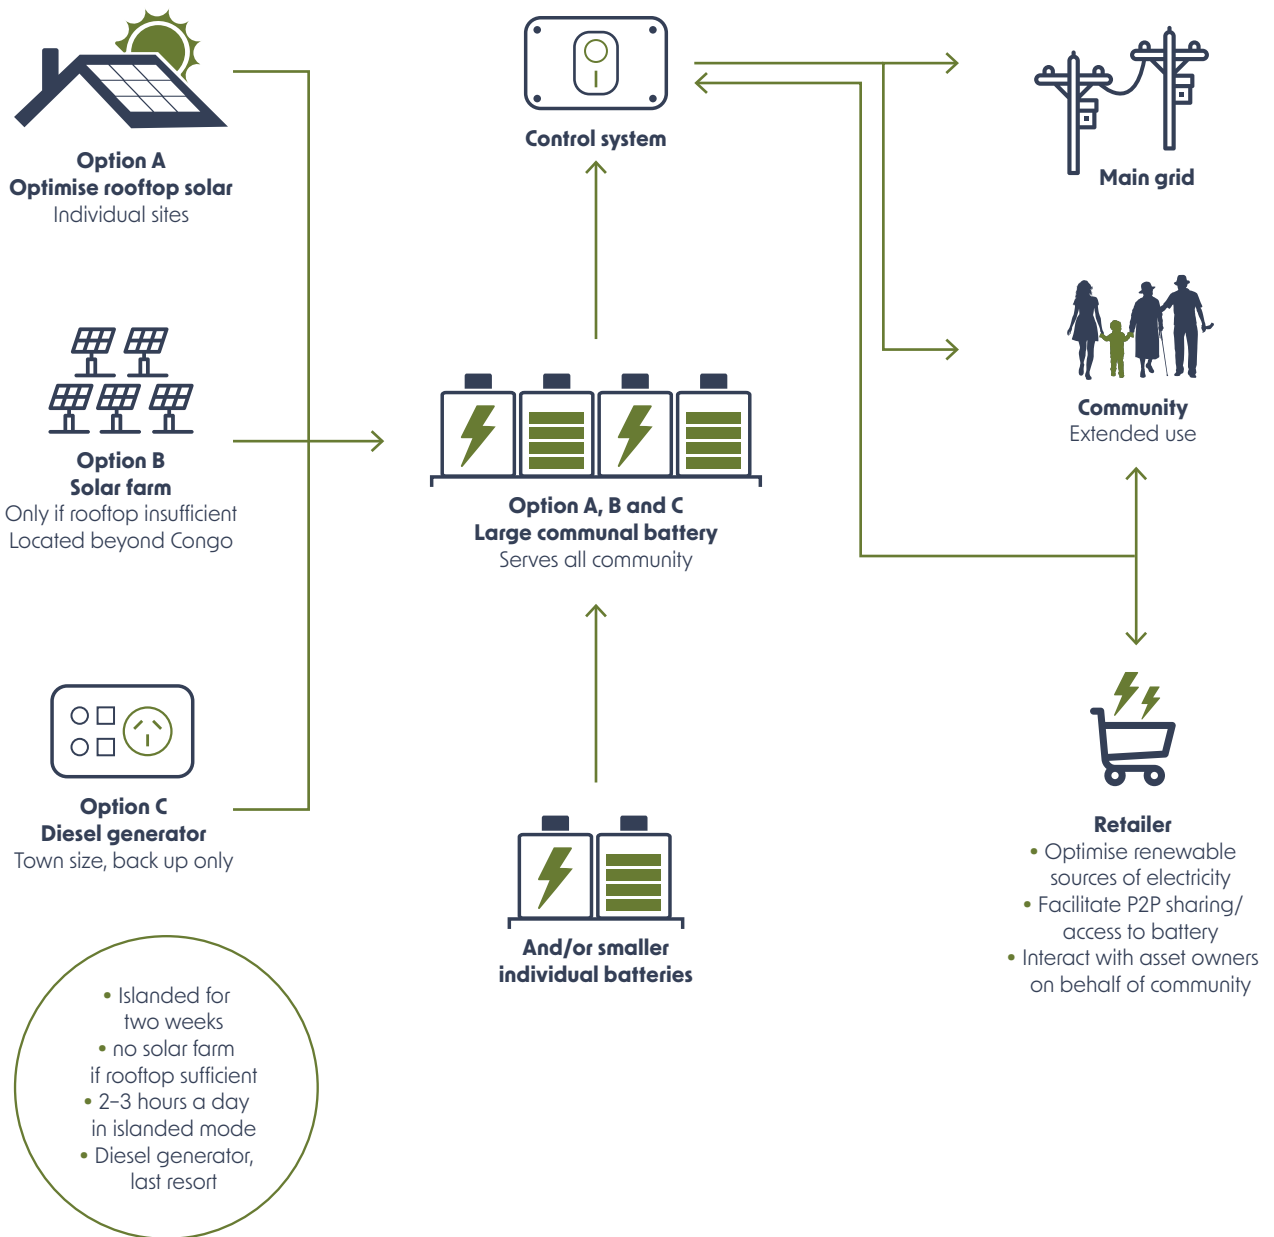 Option A
Optimise rooftop solar
Individual sites
Option B
Solar farm
Only if rooftop insufficient
Located beyond Congo
Option C
Diesel generator
Town size, back up only
• Islanded for
two weeks
• no solar farm
if rooftop sufficient
• 2–3 hours a day
in islanded mode
• Diesel generator,
last resort
Control system
Option A, B and C
Large communal battery
Serves all community
And/or smaller
individual batteries
Main grid
Community
Extended use
Retailer
• Optimise renewable
sources of electricity
• Facilitate P2P sharing/
access to battery
• Interact with asset owners
on behalf of community